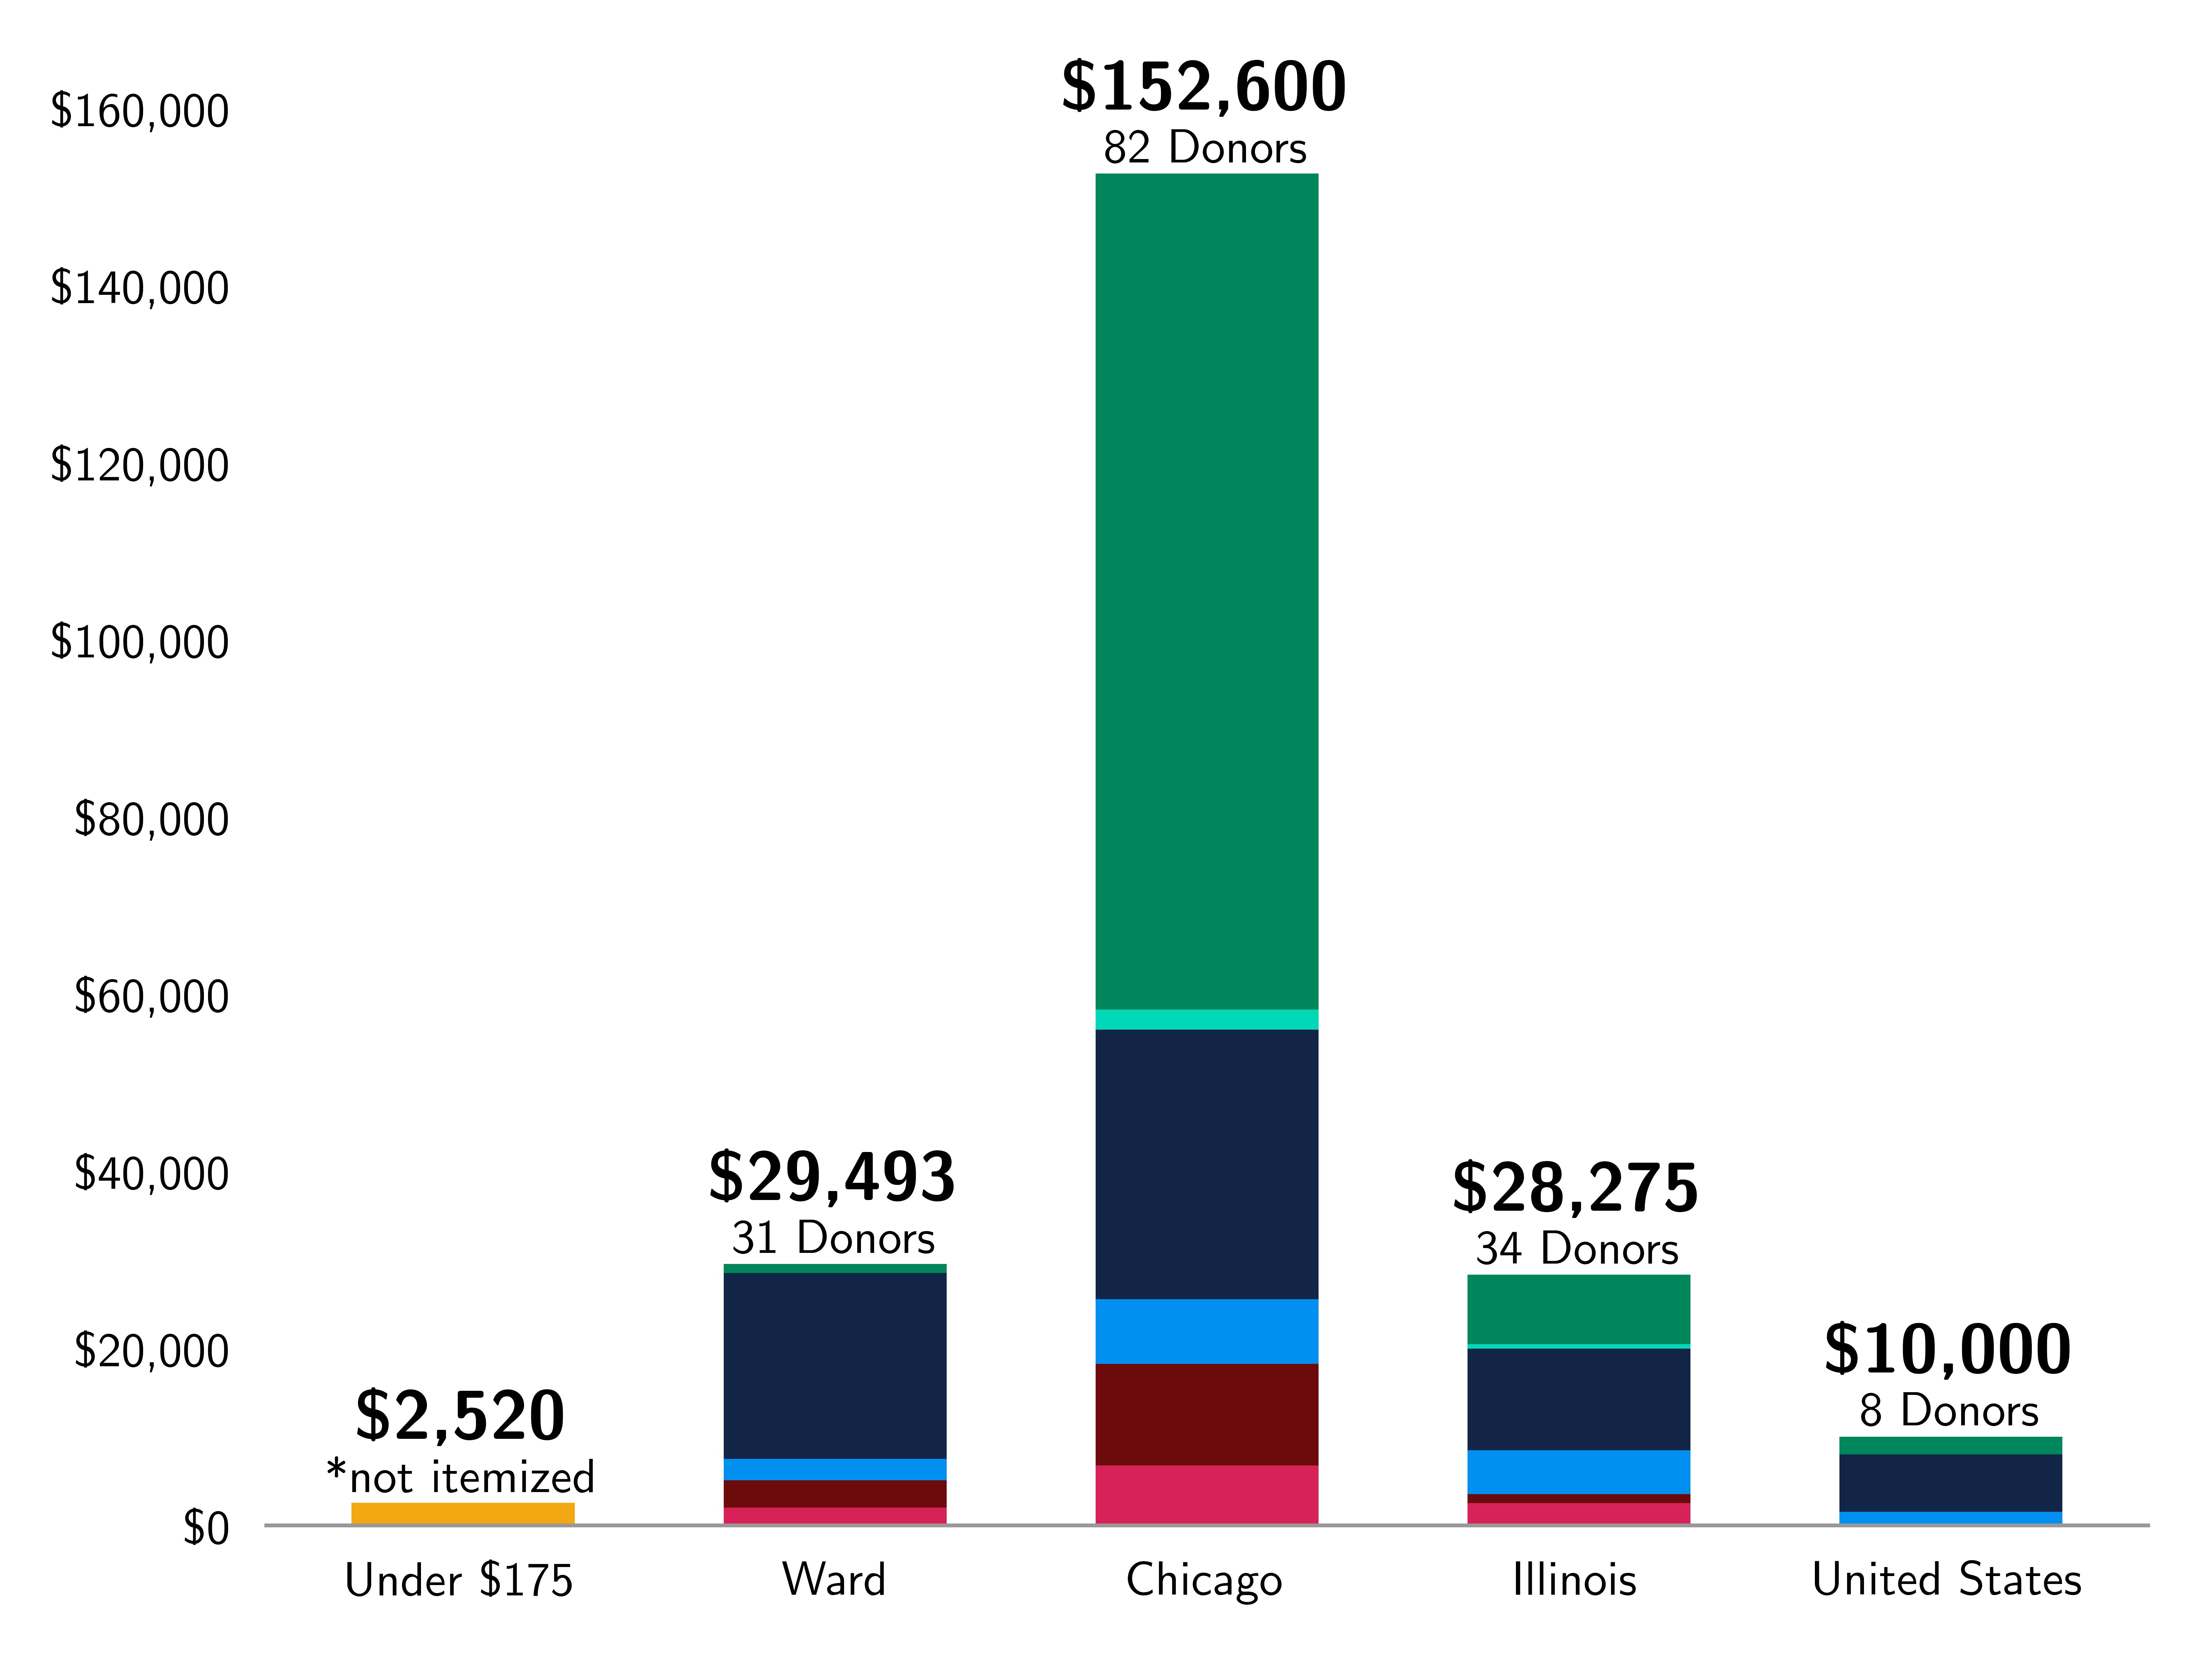 $160,000
$140,000
$120,000
$100,000
$80,000
$60,000
$40,000
$20,000
$0
$2,520
*not itemized
$29,493
31 Donors
$152,600
82 Donors
$28,275
34 Donors
$10,000
8 Donors
Under $175
Ward
Chicago
Illinois
United States